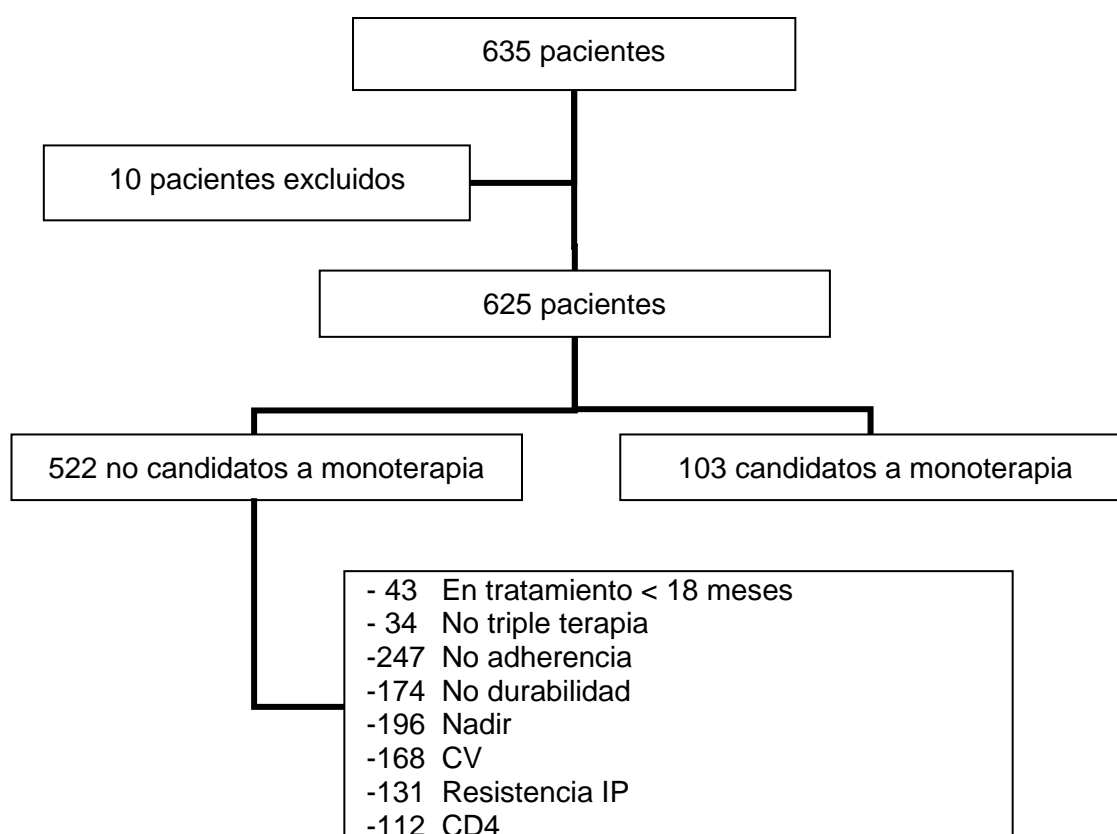 635 pacientes
10 pacientes excluidos
625 pacientes
522 no candidatos a monoterapia
103 candidatos a monoterapia
- 43 En tratamiento < 18 meses
- 34 No triple terapia
-247 No adherencia
-174 No durabilidad
-196 Nadir
-168 CV
-131 Resistencia IP
-112 CD4